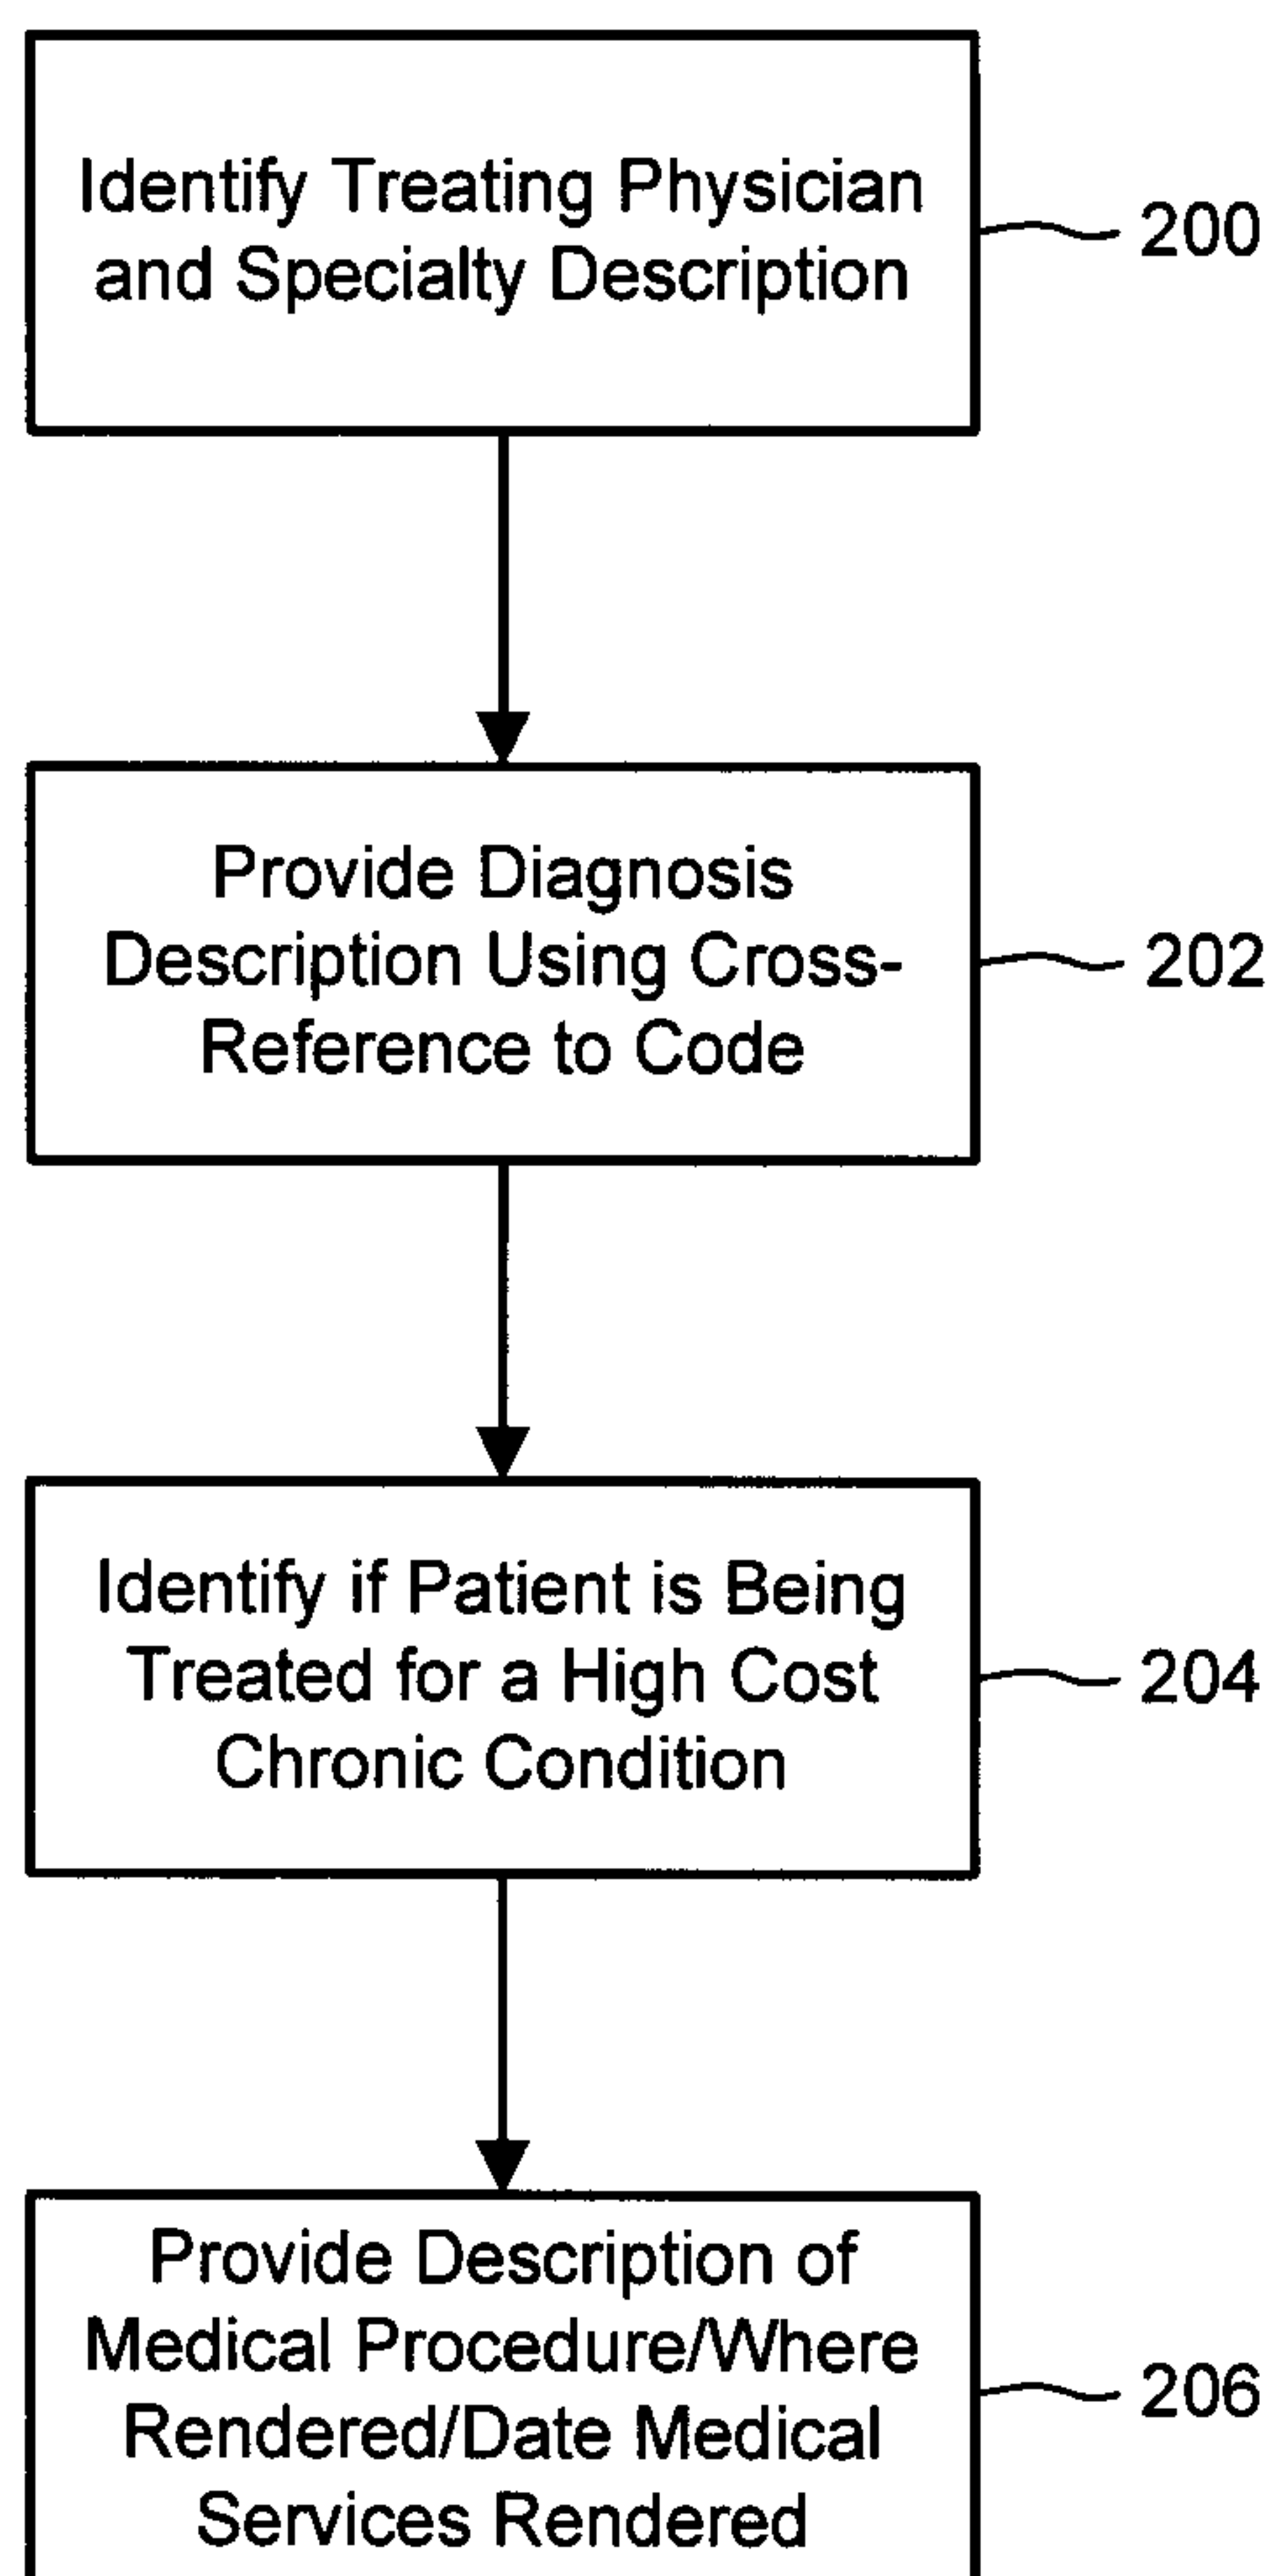 Identify Treating Physician
and Specialty Description
200
Provide Diagnosis
Description Using Cross-
Reference to Code
202
Identify if Patient is Being
Treated for a High Cost
Chronic Condition
204
Provide Description of
Medical Procedure/Where
Rendered/Date Medical
Services Rendered
206